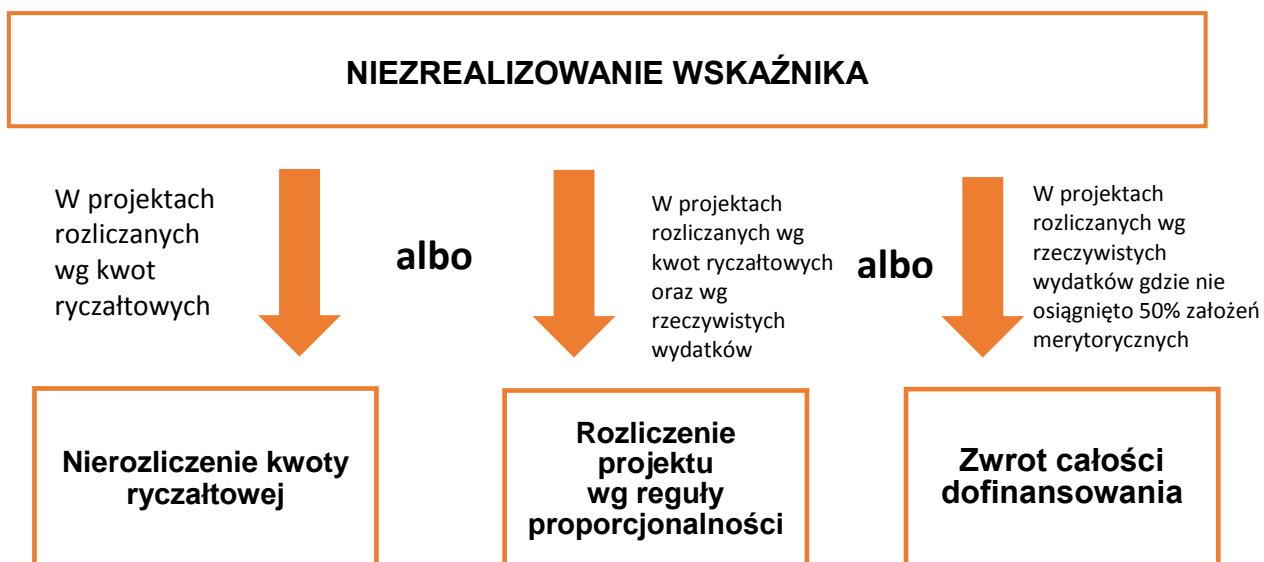 NIEZREALIZOWANIE WSKAŹNIKA
W projektach
rozliczanych
wg kwot
ryczałtowych
albo
W projektach
rozliczanych wg
kwot ryczałtowych
oraz wg
rzeczywistych
wydatków
albo
W projektach
rozliczanych wg
rzeczywistych
wydatków gdzie nie
osiągnięto 50% założeń
merytorycznych
Nierozliczenie kwoty
ryczałtowej
Rozliczenie
projektu
wg reguły
proporcjonalności
Zwrot całości
dofinansowania